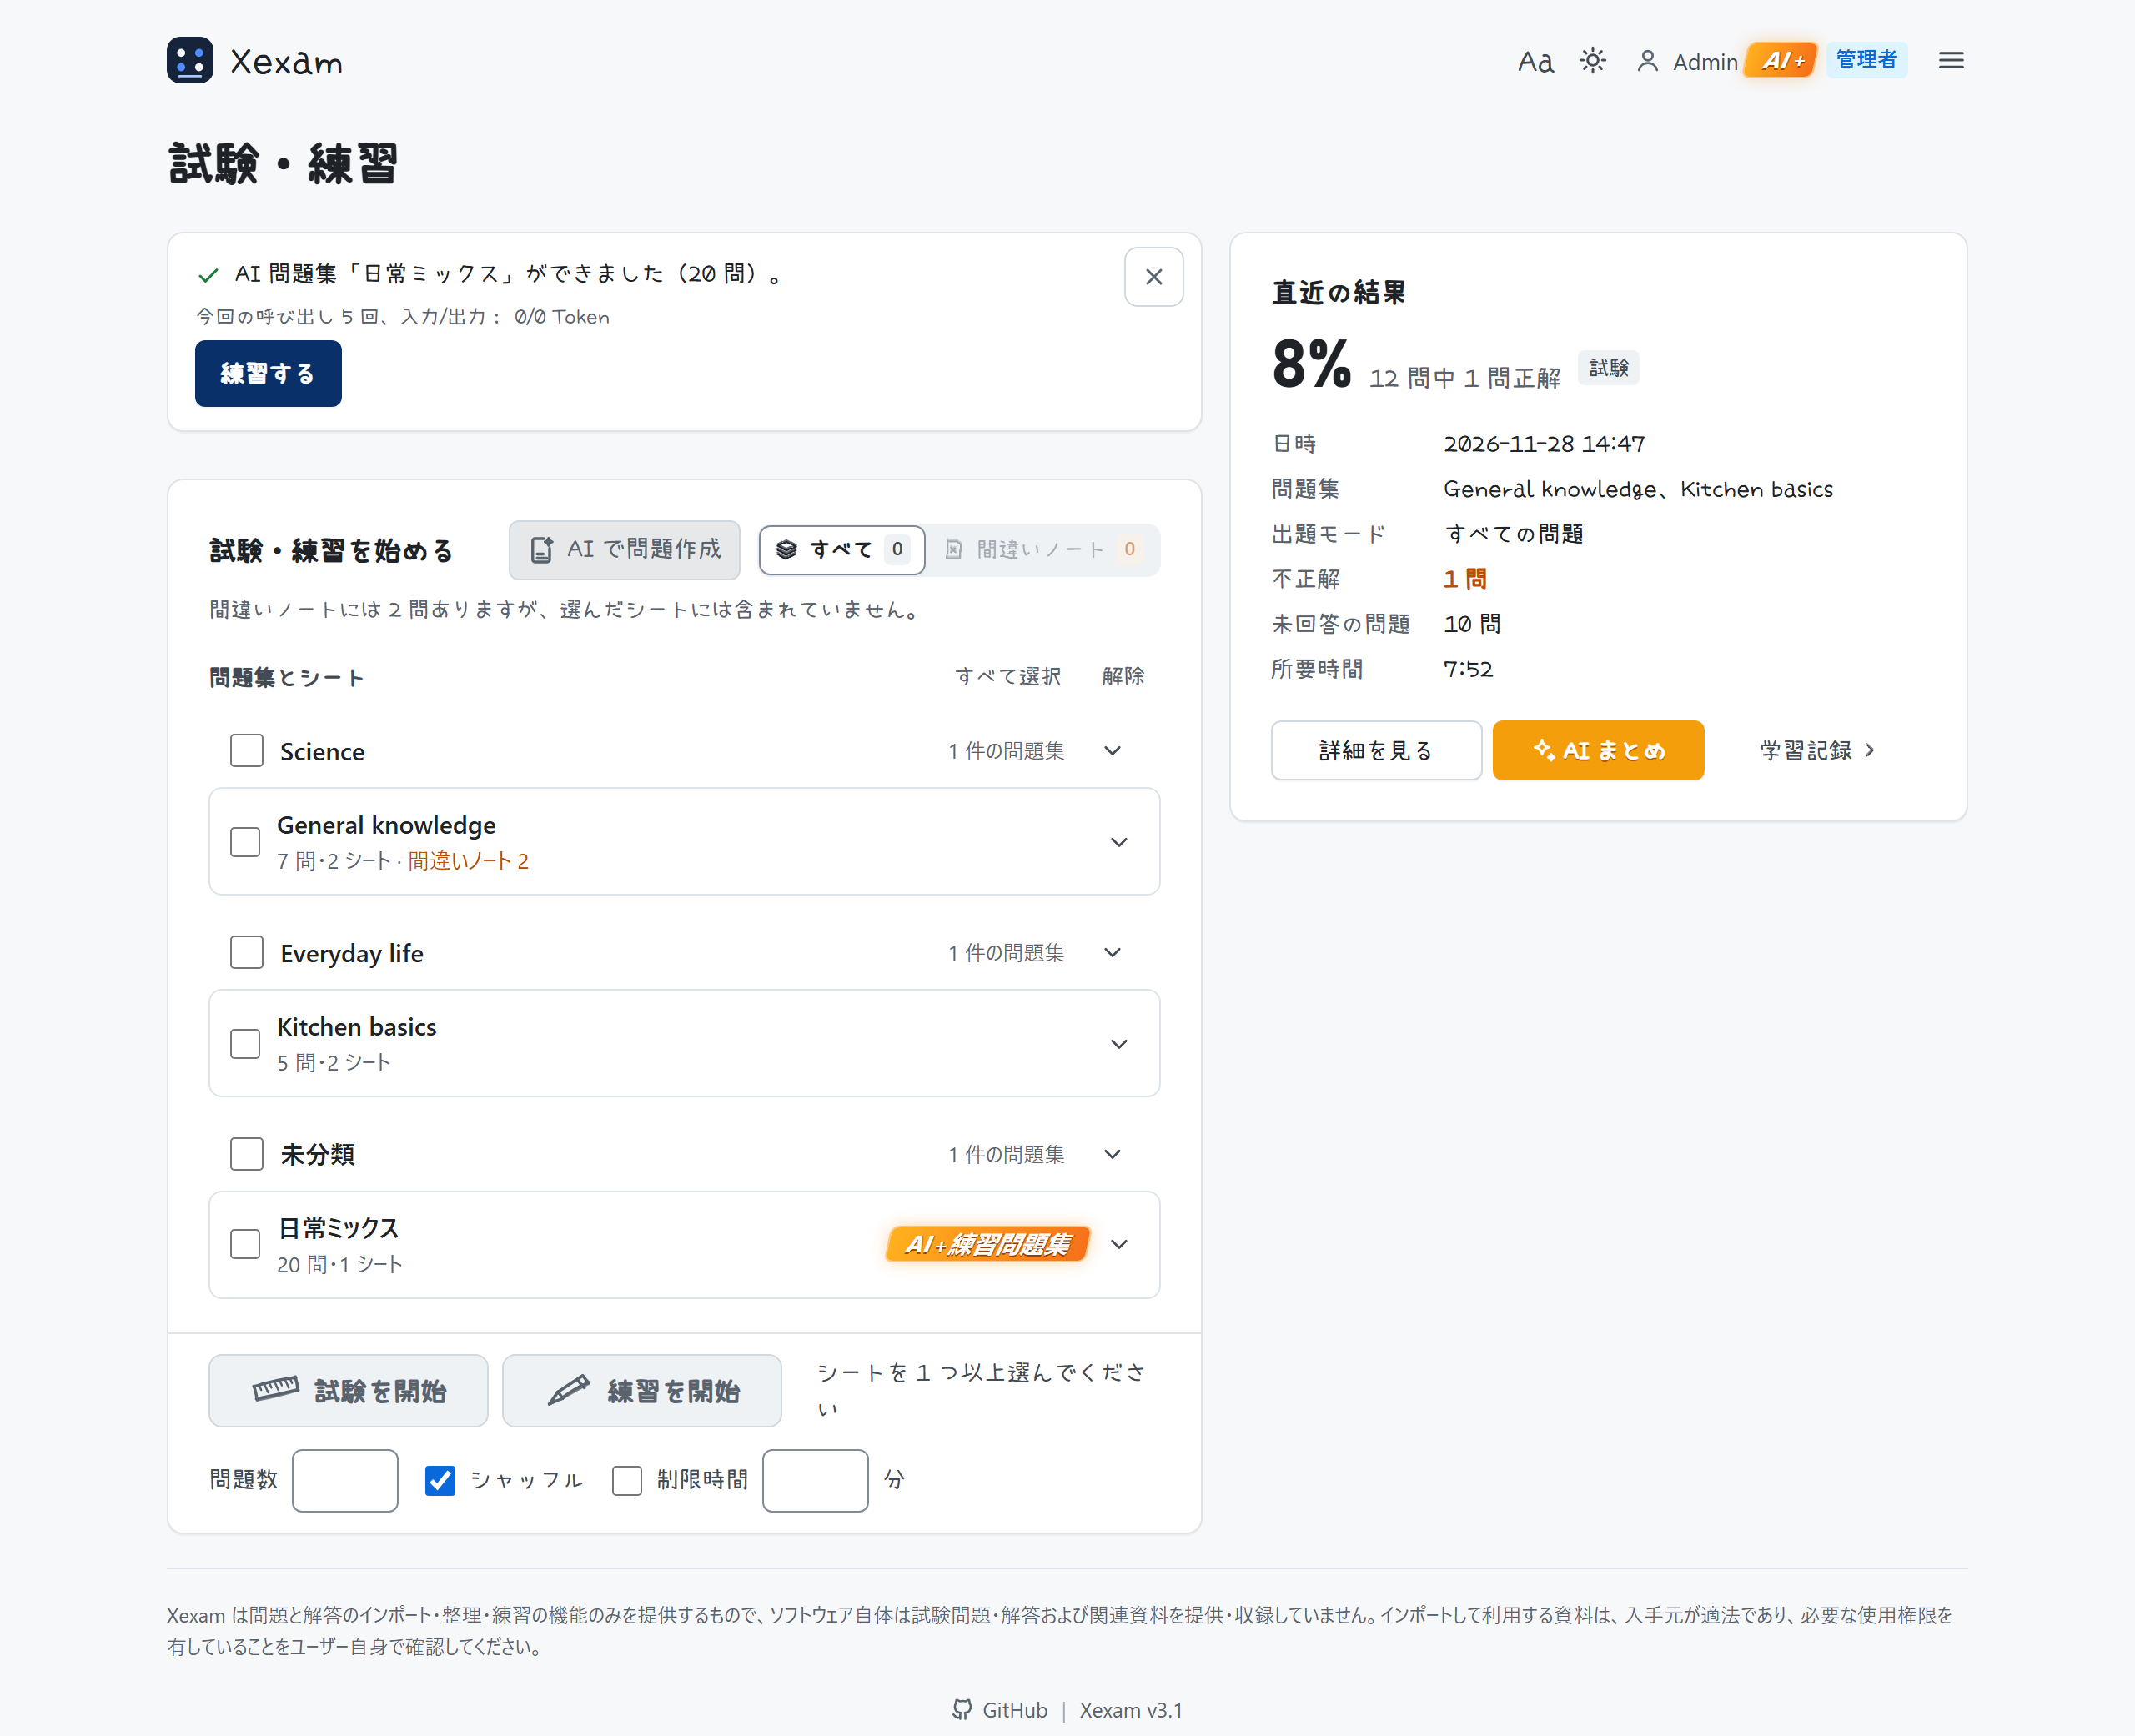 Xexam
Aa
Admin AI+ 管理者
試験・練習
AI 問題集「日常ミックス」ができました（20 問）。
今回の呼び出し 5 回、入力/出力： 0/0 Token
練習する
試験・練習を始める
AI で問題作成
すべて 0
間違いノート 0
間違いノートには 2 問ありますが、選んだシートには含まれていません。
問題集とシート
すべて選択
解除
Science
1 件の問題集
General knowledge
7 問・2 シート · 間違いノート 2
Everyday life
1 件の問題集
Kitchen basics
5 問・2 シート
未分類
1 件の問題集
日常ミックス
20 問・1 シート
AI+練習問題集
試験を開始
練習を開始
シートを 1 つ以上選んでくださ
い
問題数
シャッフル
制限時間
分
直近の結果
8% 12 問中 1 問正解 試験
日時 2026-11-28 14:47
問題集 General knowledge、Kitchen basics
出題モード すべての問題
不正解 1 問
未回答の問題 10 問
所要時間 7:52
詳細を見る
AI まとめ
学習記録
Xexam は問題と解答のインポート・整理・練習の機能のみを提供するもので、ソフトウェア自体は試験問題・解答および関連資料を提供・収録していません。インポートして利用する資料は、入手元が適法であり、必要な使用権限を
有していることをユーザー自身で確認してください。
GitHub | Xexam v3.1